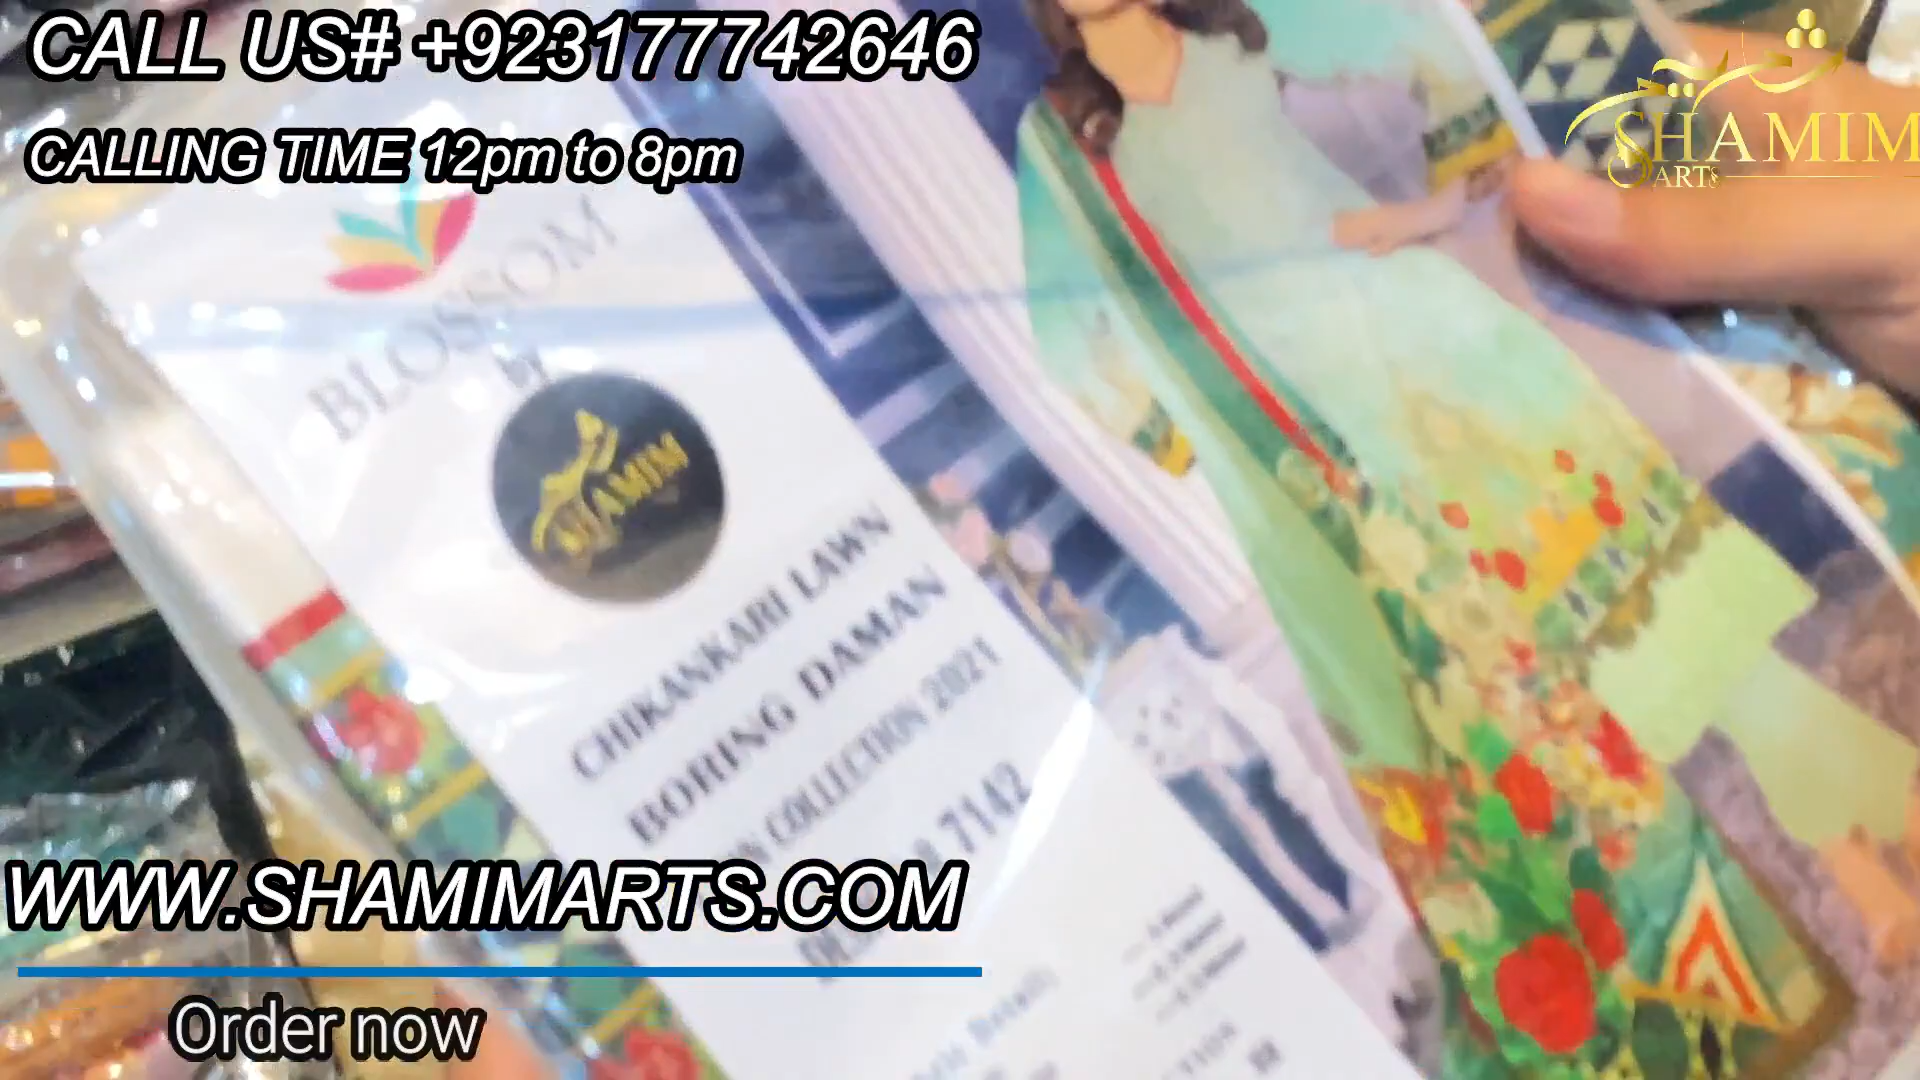 CALL US# +923177742646
CALLING TIME 12pm to 8pm
SHAMIM
ARTS
BLOSSOM
SHAMIM
CHIKANKARI LAWN
BORING DAMAN
COLLECTION 2021
7142
WWW.SHAMIMARTS.COM
Order now